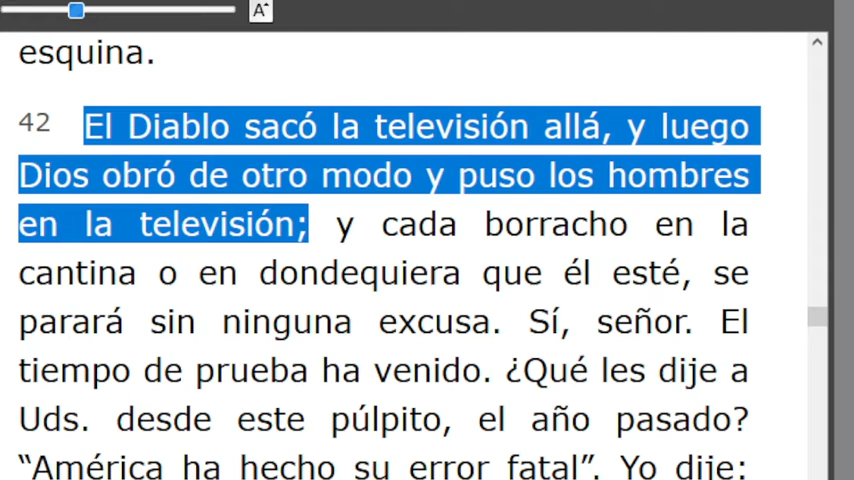 A
esquina.
42 El Diablo sacó la televisión allá, y luego
Dios obró de otro modo y puso los hombres
en la televisión; y cada borracho en la
cantina o en dondequiera que él esté, se
parará sin ninguna excusa. Sí, señor. El
tiempo de prueba ha venido. ¿Qué les dije a
Uds. desde este púlpito, el año pasado?
“América ha hecho su error fatal”. Yo dije: